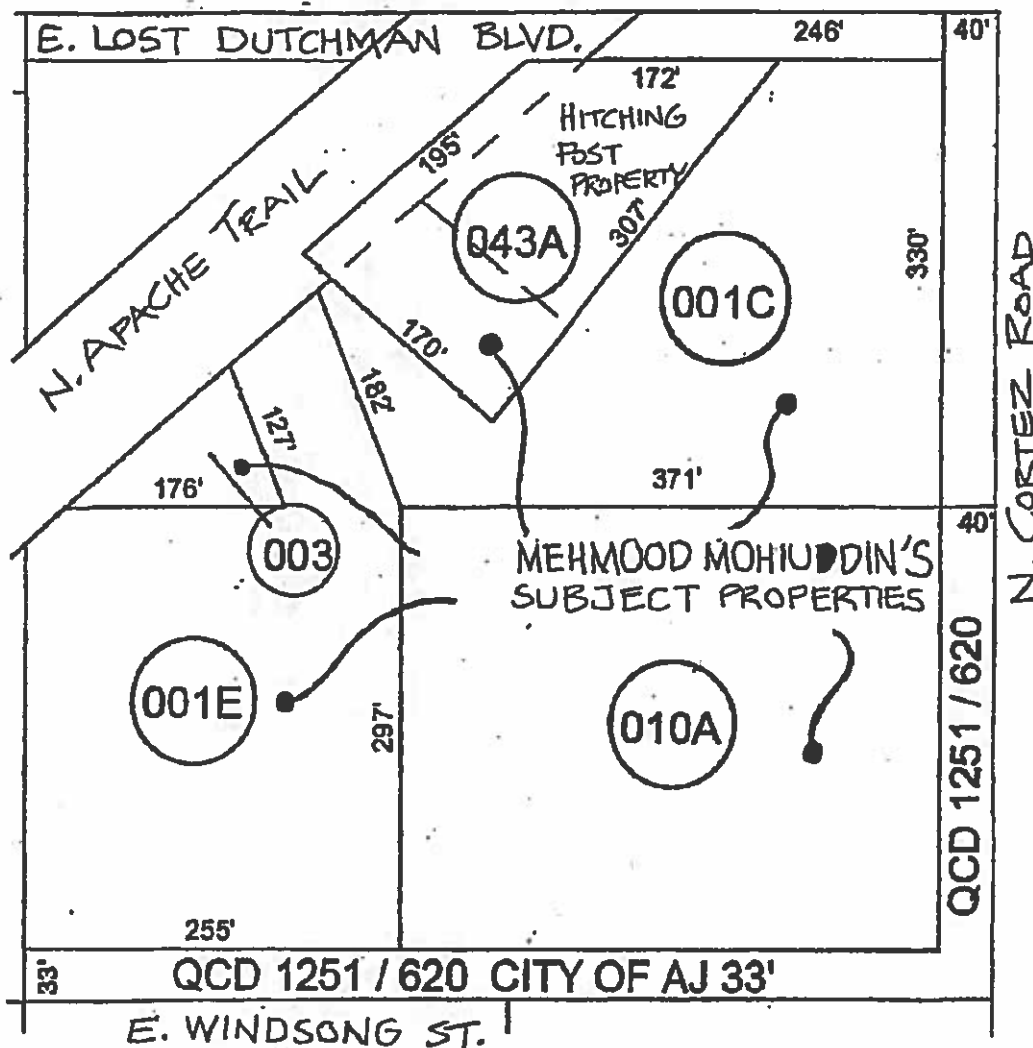 E. LOST DUTCHMAN BLVD.
246'
40'
172'
HITCHING
POST
PROPERTY
195'
N. APACHE TRAIL
043A
307'
330'
001C
N. CORTEZ ROAD
170'
182'
127'
176'
371'
40'
003
MEHMOOD MOHIUDDIN'S
SUBJECT PROPERTIES
001E
297'
010A
QCD 1251 / 620
255'
33'
QCD 1251 / 620 CITY OF AJ 33'
E. WINDSONG ST.